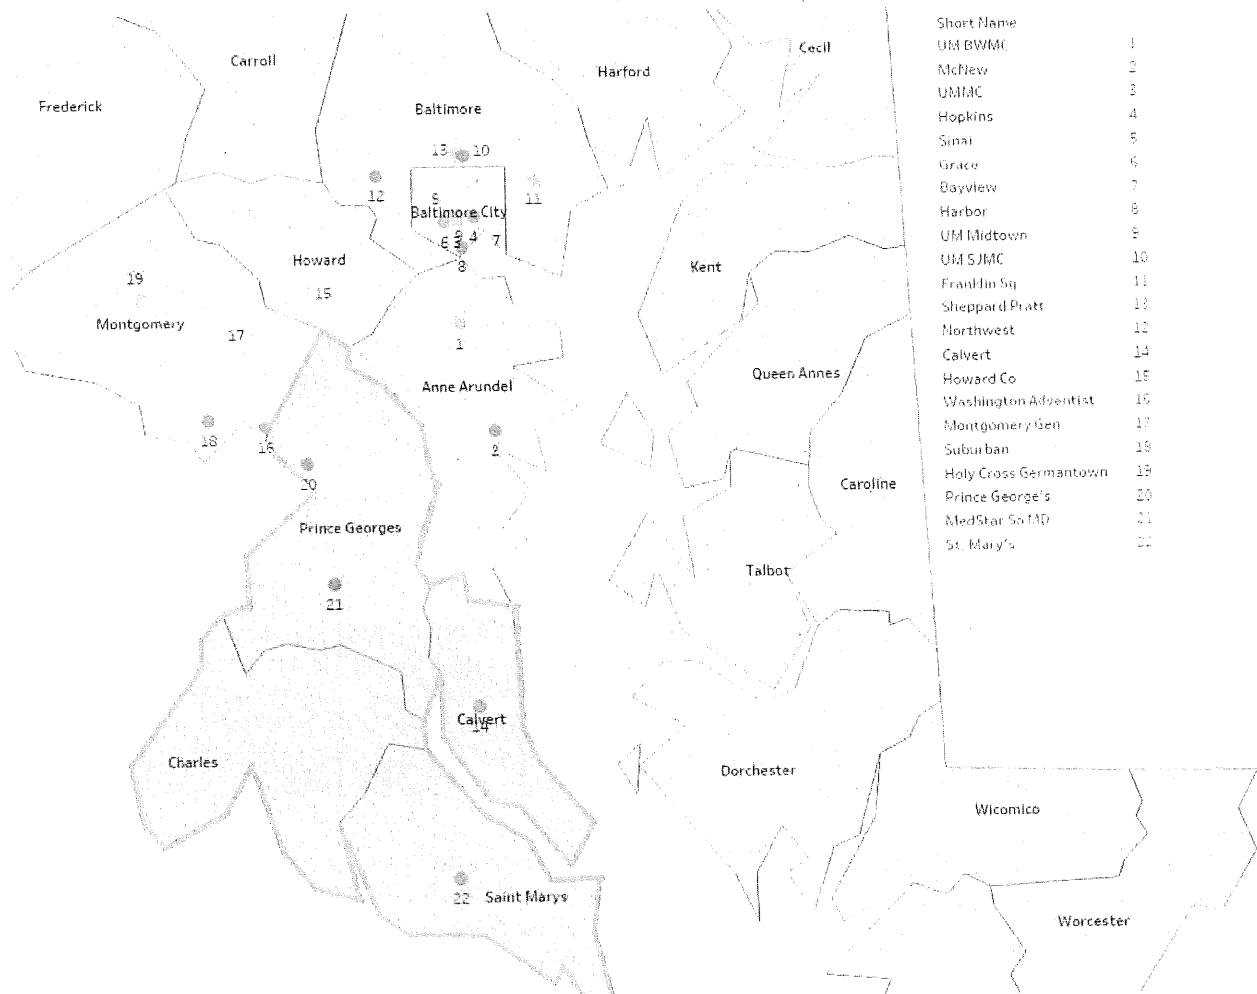 Short Name
UM BWMC 1
McNew 2
UMMC 3
Hopkins 4
Sinai 5
Grace 6
Bayview 7
Harbor 8
UM Midtown 9
UM SJMC 10
Franklin Sq 11
Sheppard Pratt 13
Northwest 12
Calvert 14
Howard Co 15
Washington Adventist 16
Montgomery Gen 17
Suburban 18
Holy Cross Germantown 19
Prince George's 20
MedStar So MD 21
St. Mary's 22
Cecil
Carroll
Harford
Frederick
Baltimore
13 10
12
11
5
Baltimore City
9
6 3 4 7
8
Howard
Kent
19
15
Montgomery
17
1
Queen Annes
Anne Arundel
18
16
2
20
Caroline
Prince Georges
Talbot
21
Calvert
14
Charles
Dorchester
Wicomico
22
Saint Marys
Worcester